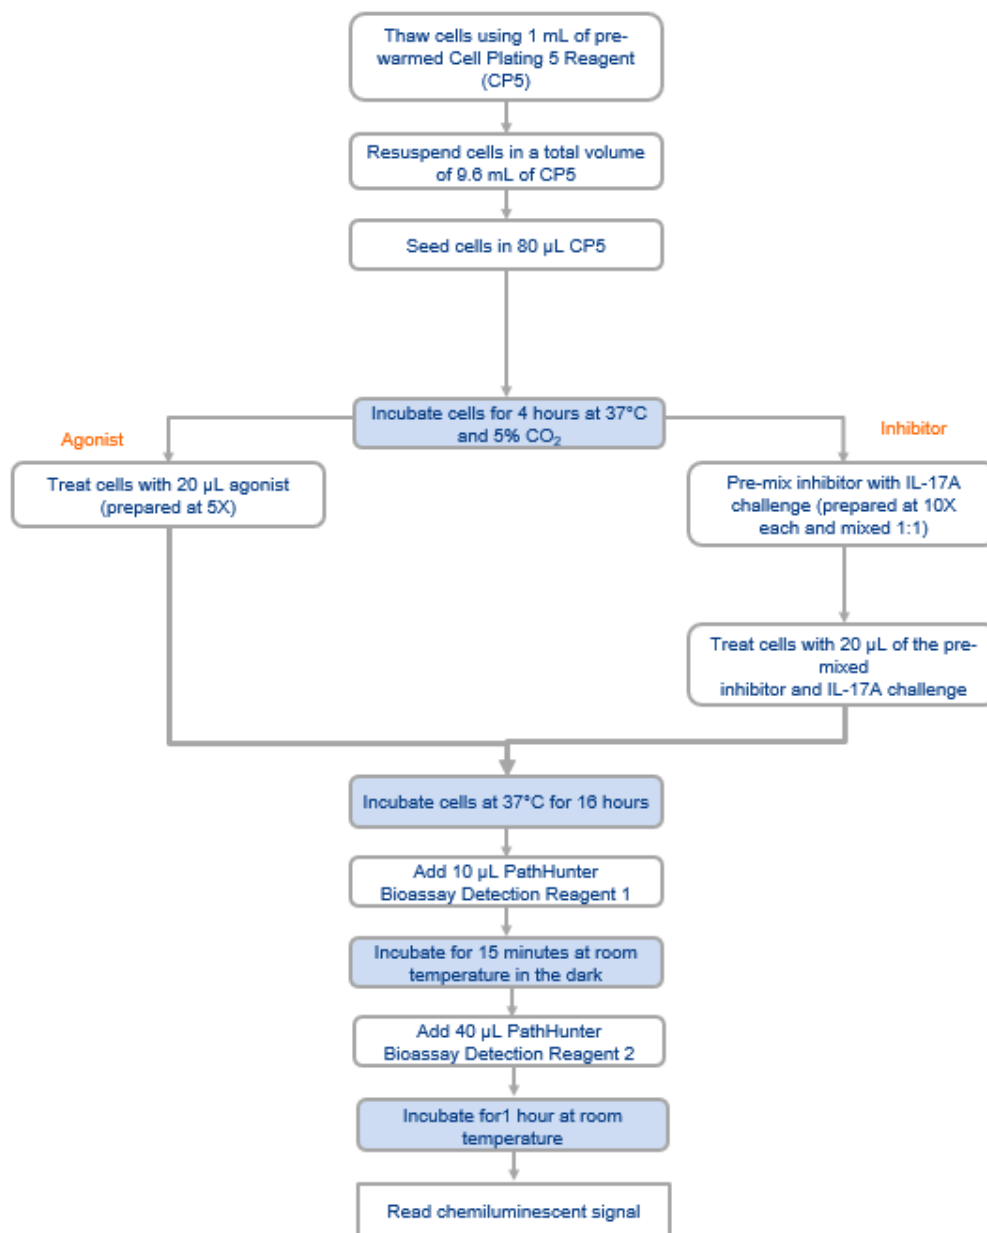 Thaw cells using 1 mL of pre-
warmed Cell Plating 5 Reagent
(CP5)
Resuspend cells in a total volume
of 9.6 mL of CP5
Seed cells in 80 µL CP5
Incubate cells for 4 hours at 37°C
and 5% CO₂
Agonist
Inhibitor
Treat cells with 20 µL agonist
(prepared at 5X)
Pre-mix inhibitor with IL-17A
challenge (prepared at 10X
each and mixed 1:1)
Treat cells with 20 µL of the pre-
mixed
inhibitor and IL-17A challenge
Incubate cells at 37°C for 16 hours
Add 10 µL PathHunter
Bioassay Detection Reagent 1
Incubate for 15 minutes at room
temperature in the dark
Add 40 µL PathHunter
Bioassay Detection Reagent 2
Incubate for1 hour at room
temperature
Read chemiluminescent signal